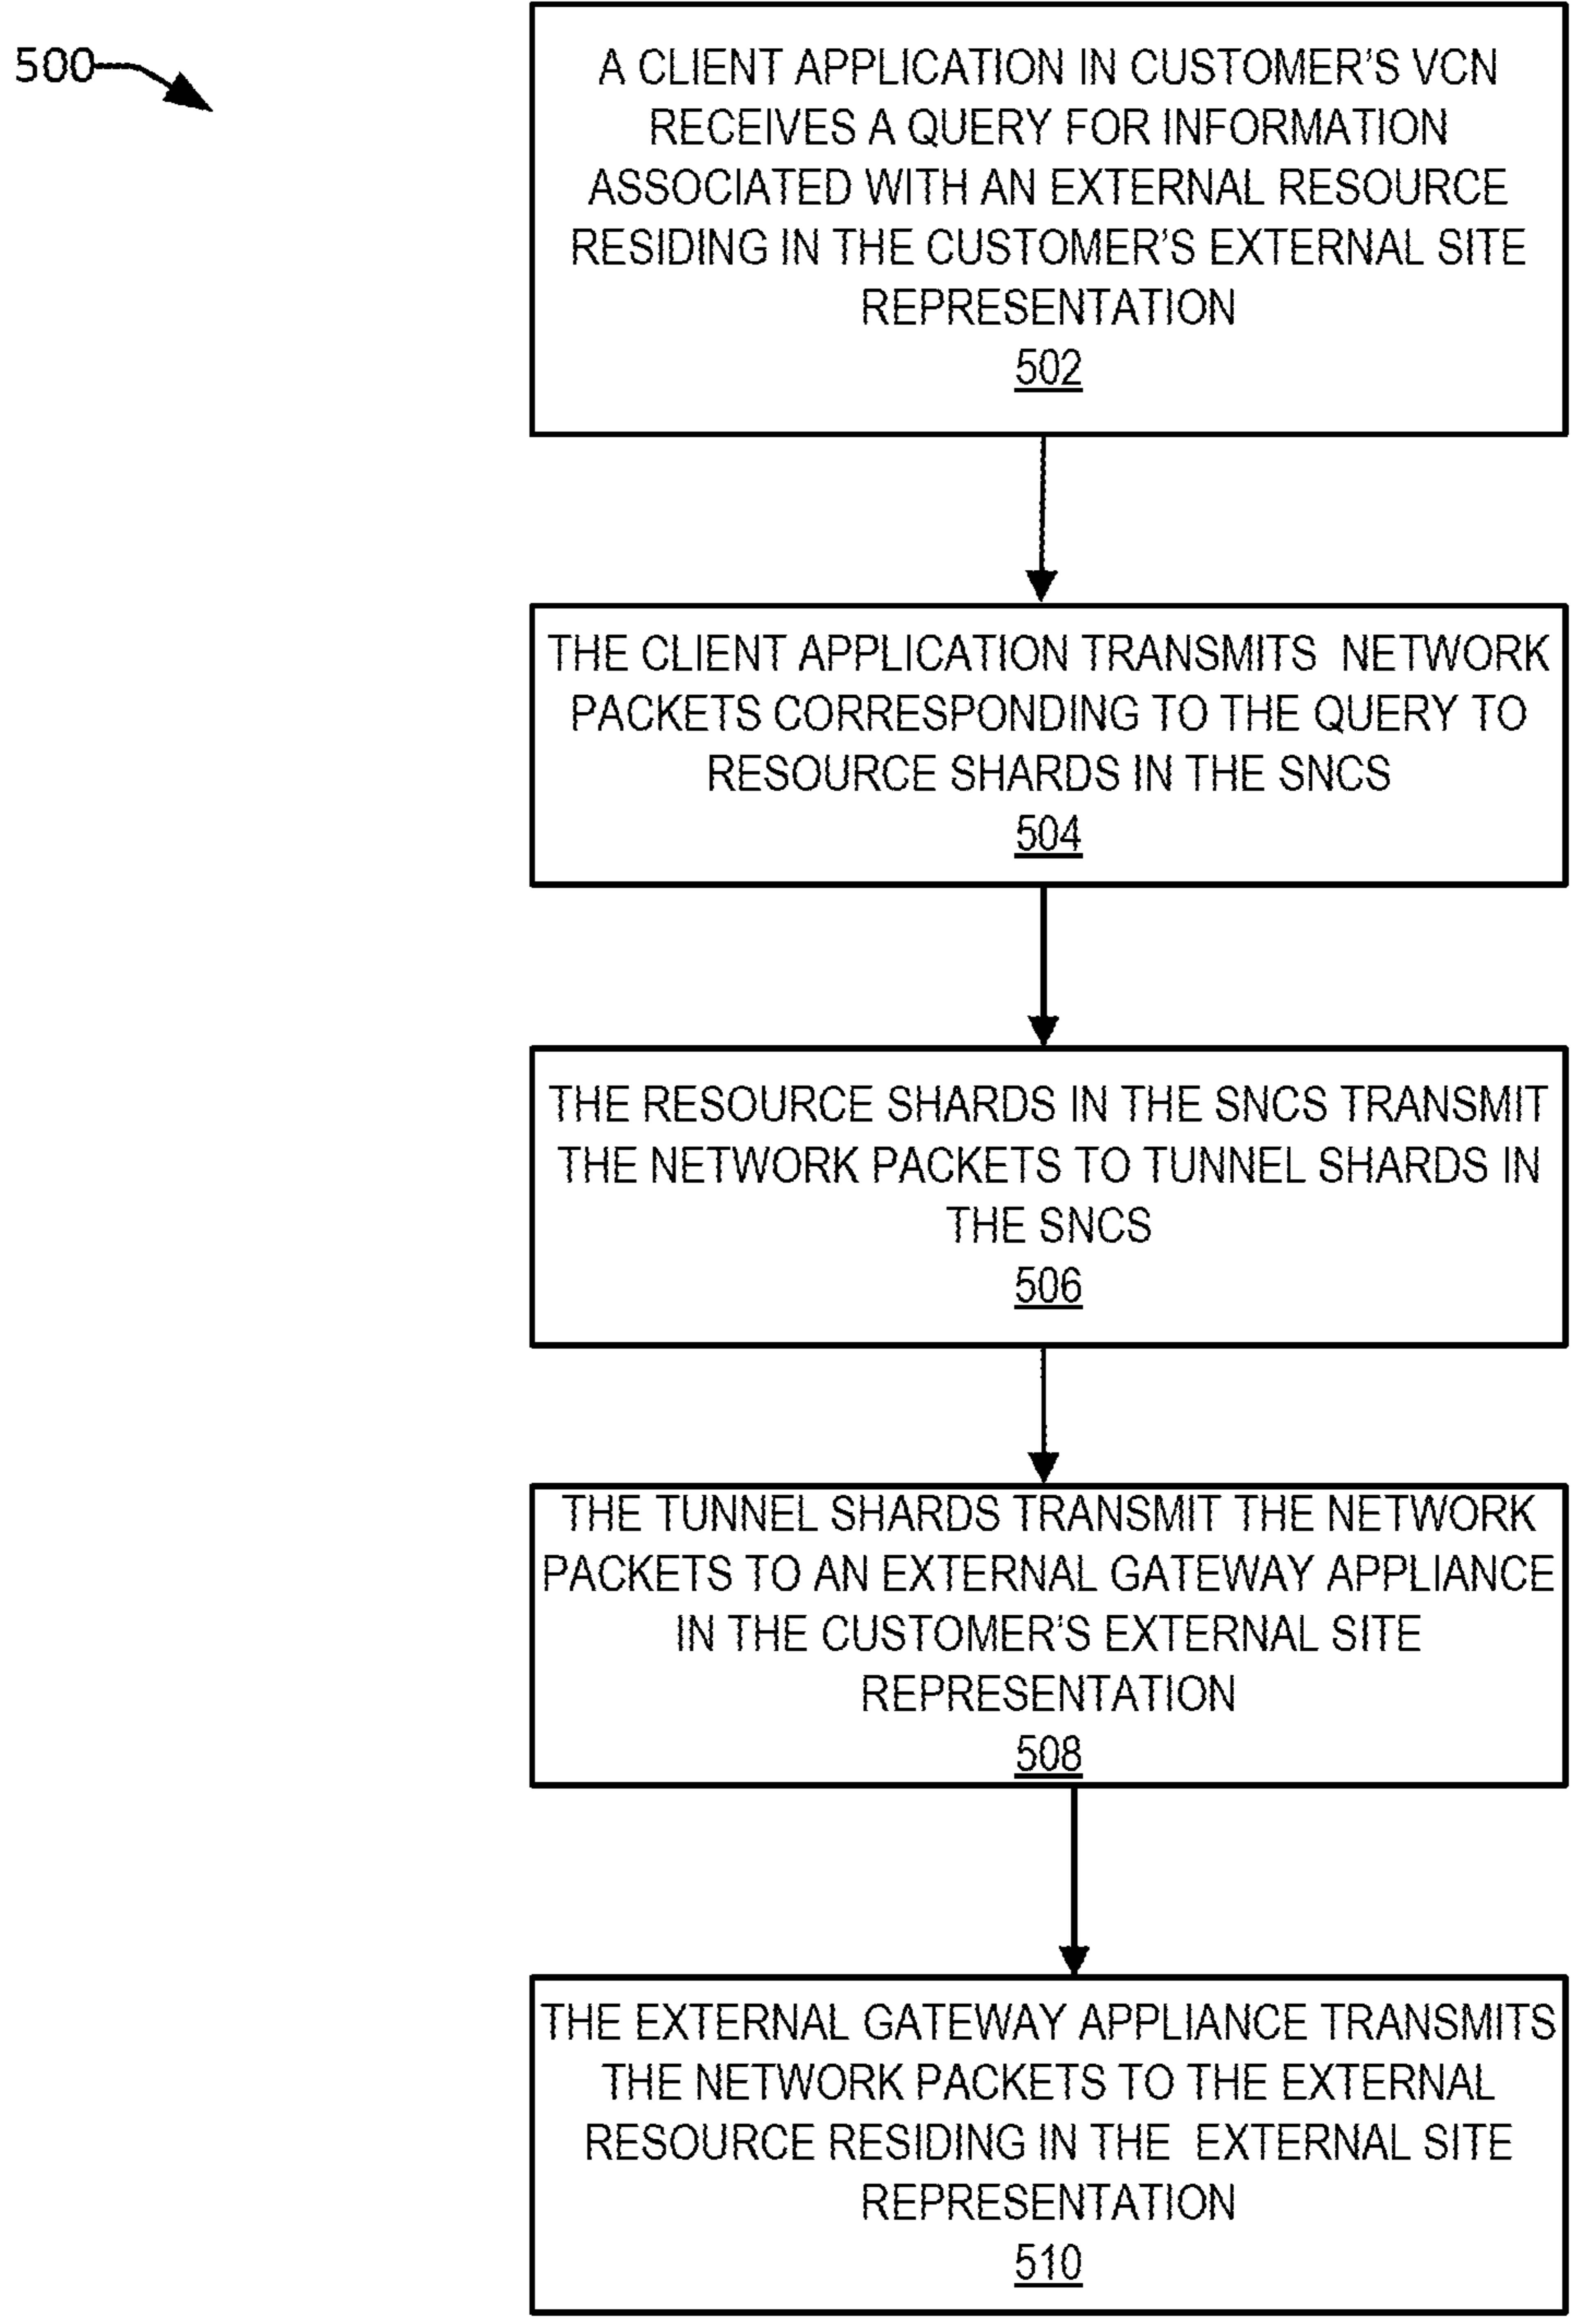 500
A CLIENT APPLICATION IN CUSTOMER'S VCN
RECEIVES A QUERY FOR INFORMATION
ASSOCIATED WITH AN EXTERNAL RESOURCE
RESIDING IN THE CUSTOMER'S EXTERNAL SITE
REPRESENTATION
502
THE CLIENT APPLICATION TRANSMITS NETWORK
PACKETS CORRESPONDING TO THE QUERY TO
RESOURCE SHARDS IN THE SNCS
504
THE RESOURCE SHARDS IN THE SNCS TRANSMIT
THE NETWORK PACKETS TO TUNNEL SHARDS IN
THE SNCS
506
THE TUNNEL SHARDS TRANSMIT THE NETWORK
PACKETS TO AN EXTERNAL GATEWAY APPLIANCE
IN THE CUSTOMER'S EXTERNAL SITE
REPRESENTATION
508
THE EXTERNAL GATEWAY APPLIANCE TRANSMITS
THE NETWORK PACKETS TO THE EXTERNAL
RESOURCE RESIDING IN THE EXTERNAL SITE
REPRESENTATION
510